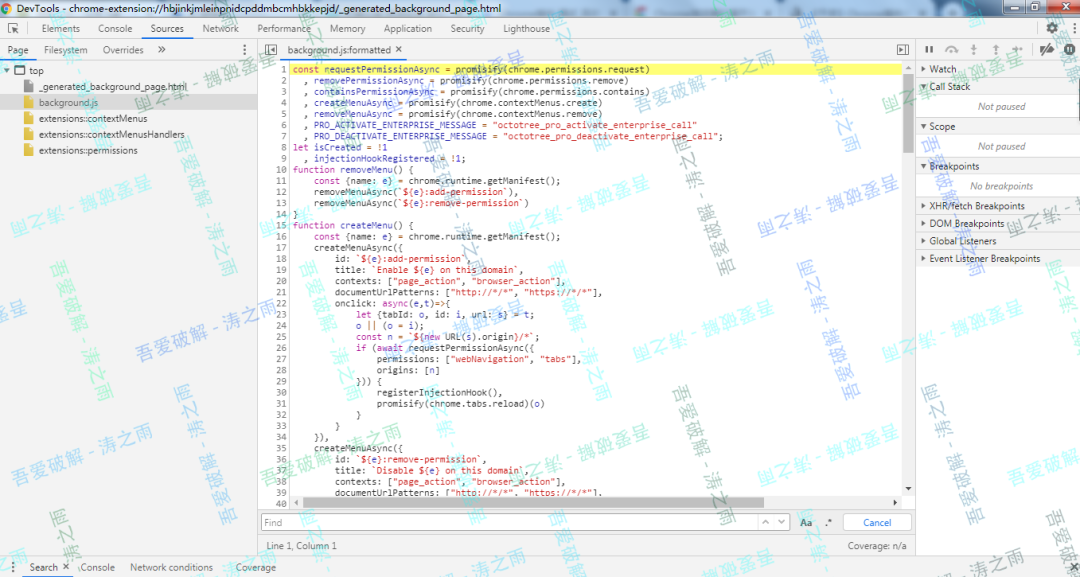 DevTools - chrome-extension://hbjinkjmleinpnidcpddmbcmhbkkepjd/_generated_background_page.html
Elements Console Sources Network Performance Memory Application Security Lighthouse
Page Filesystem Overrides »
background.js:formatted ×
top
_generated_background_page.html
background.js
extensions::contextMenus
extensions::contextMenusHandlers
extensions::permissions
1 const requestPermissionAsync = promisify(chrome.permissions.request)
2 , removePermissionAsync = promisify(chrome.permissions.remove)
3 , containsPermissionAsync = promisify(chrome.permissions.contains)
4 , createMenuAsync = promisify(chrome.contextMenus.create)
5 , removeMenuAsync = promisify(chrome.contextMenus.remove)
6 , PRO_ACTIVATE_ENTERPRISE_MESSAGE = "octotree_pro_activate_enterprise_call"
7 , PRO_DEACTIVATE_ENTERPRISE_MESSAGE = "octotree_pro_deactivate_enterprise_call";
8 let isCreated = !1
9 , injectionHookRegistered = !1;
10 function removeMenu() {
11 const {name: e} = chrome.runtime.getManifest();
12 removeMenuAsync(`${e}:add-permission`),
13 removeMenuAsync(`${e}:remove-permission`)
14 }
15 function createMenu() {
16 const {name: e} = chrome.runtime.getManifest();
17 createMenuAsync({
18 id: `${e}:add-permission`,
19 title: `Enable ${e} on this domain`,
20 contexts: ["page_action", "browser_action"],
21 documentUrlPatterns: ["http://*/*", "https://*/*"],
22 onclick: async(e,t)=>{
23 let {tabId: o, id: i, url: s} = t;
24 o || (o = i);
25 const n = `${new URL(s).origin}/*`;
26 if (await requestPermissionAsync({
27 permissions: ["webNavigation", "tabs"],
28 origins: [n]
29 })) {
30 registerInjectionHook(),
31 promisify(chrome.tabs.reload)(o)
32 }
33 }
34 }),
35 createMenuAsync({
36 id: `${e}:remove-permission`,
37 title: `Disable ${e} on this domain`,
38 contexts: ["page_action", "browser_action"],
39 documentUrlPatterns: ["http://*/*", "https://*/*"],
40
Find
Aa .* Cancel
Line 1, Column 1
Coverage: n/a
Watch
Call Stack
Not paused
Scope
Not paused
Breakpoints
No breakpoints
XHR/fetch Breakpoints
DOM Breakpoints
Global Listeners
Event Listener Breakpoints
Search × Console Network conditions Coverage
吾爱破解 - 涛之雨